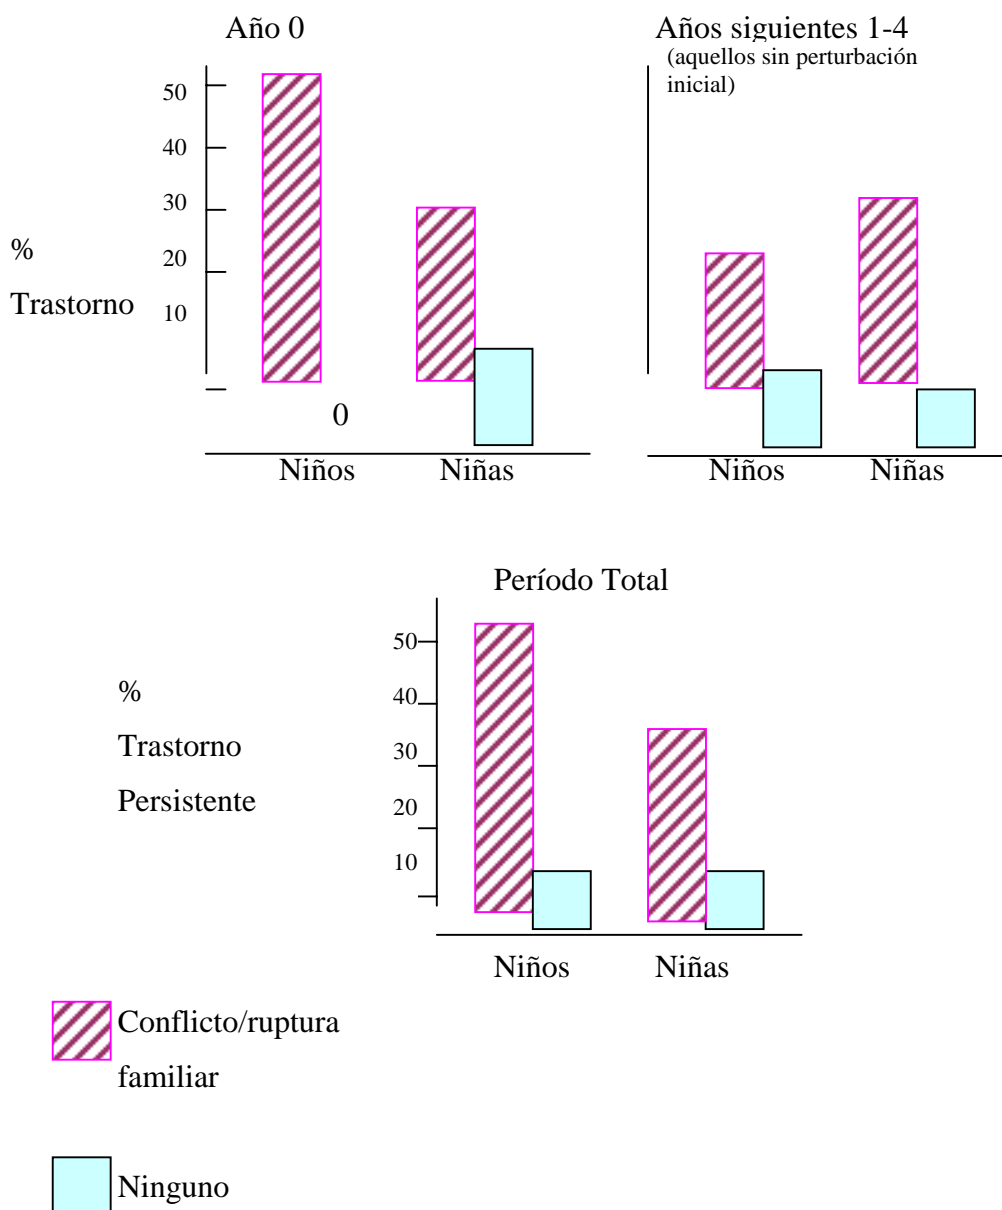 Año 0
50
40
30
20
10
%
Trastorno
0
Niños Niñas
Años siguientes 1-4
(aquellos sin perturbación
inicial)
Niños Niñas
Período Total
50
40
30
20
10
%
Trastorno
Persistente
Niños Niñas
Conflicto/ruptura
familiar
Ninguno